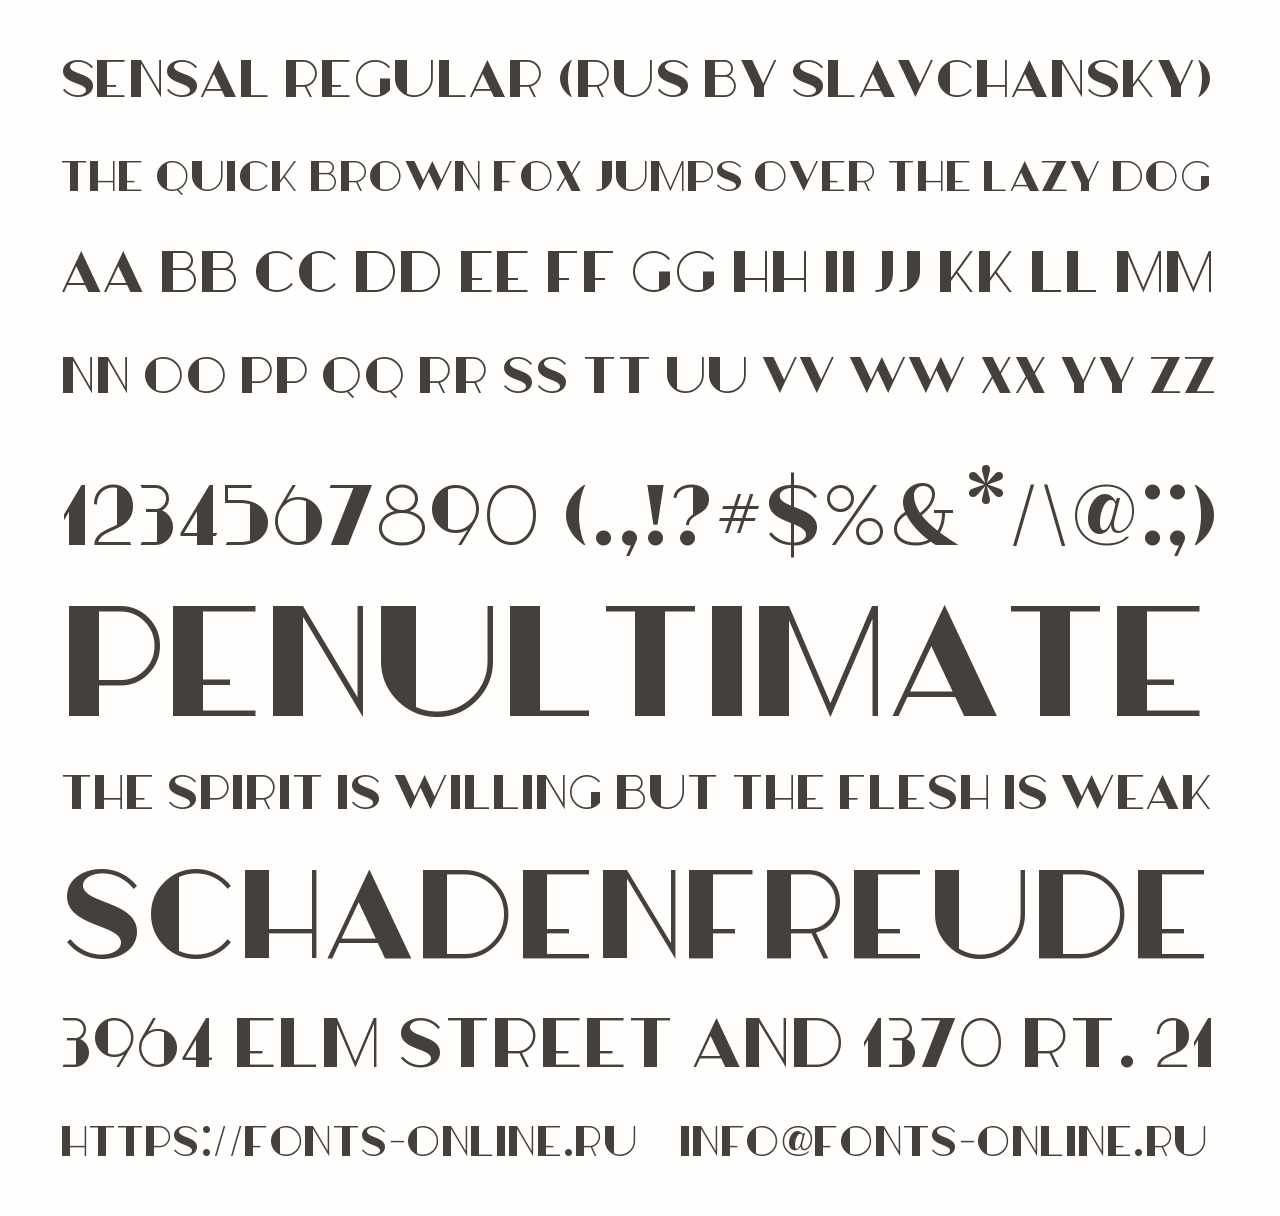 SENSAL REGULAR (RUS BY SLAVCHANSKY)
THE QUICK BROWN FOX JUMPS OVER THE LAZY DOG
AA BB CC DD EE FF GG HH II JJ KK LL MM
NN OO PP QQ RR SS TT UU VV WW XX YY ZZ
1234567890 (.,!?#$%&*/\@:;)
PENULTIMATE
THE SPIRIT IS WILLING BUT THE FLESH IS WEAK
SCHADENFREUDE
3964 ELM STREET AND 1370 RT. 21
HTTPS://FONTS-ONLINE.RU INFO@FONTS-ONLINE.RU